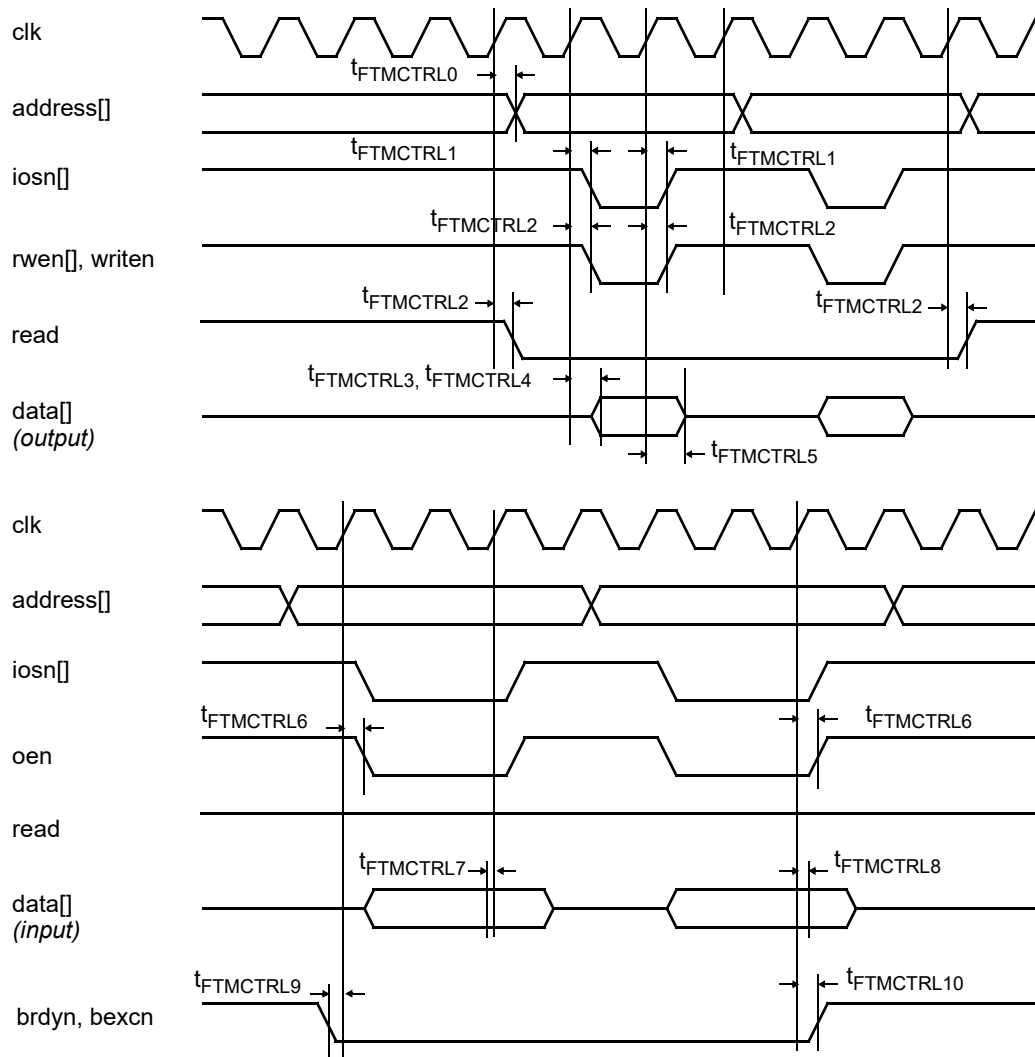 clk
tFTMCTRL0
address[]
tFTMCTRL1 tFTMCTRL1
iosn[]
tFTMCTRL2 tFTMCTRL2
rwen[], writen
tFTMCTRL2 tFTMCTRL2
read
tFTMCTRL3, tFTMCTRL4
data[]
(output)
tFTMCTRL5
clk
address[]
iosn[]
tFTMCTRL6 tFTMCTRL6
oen
read
tFTMCTRL7 tFTMCTRL8
data[]
(input)
tFTMCTRL9 tFTMCTRL10
brdyn, bexcn